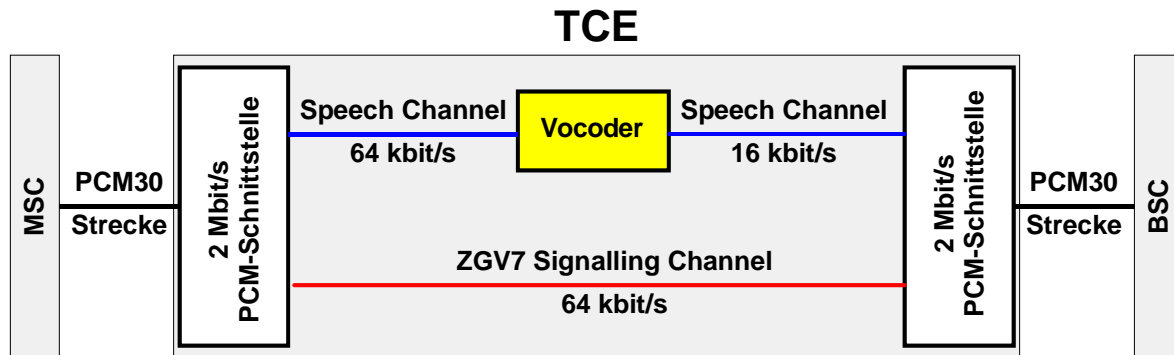 TCE
MSC
PCM30
Strecke
2 Mbit/s
PCM-Schnittstelle
Speech Channel
64 kbit/s
Vocoder
Speech Channel
16 kbit/s
ZGV7 Signalling Channel
64 kbit/s
2 Mbit/s
PCM-Schnittstelle
PCM30
Strecke
BSC